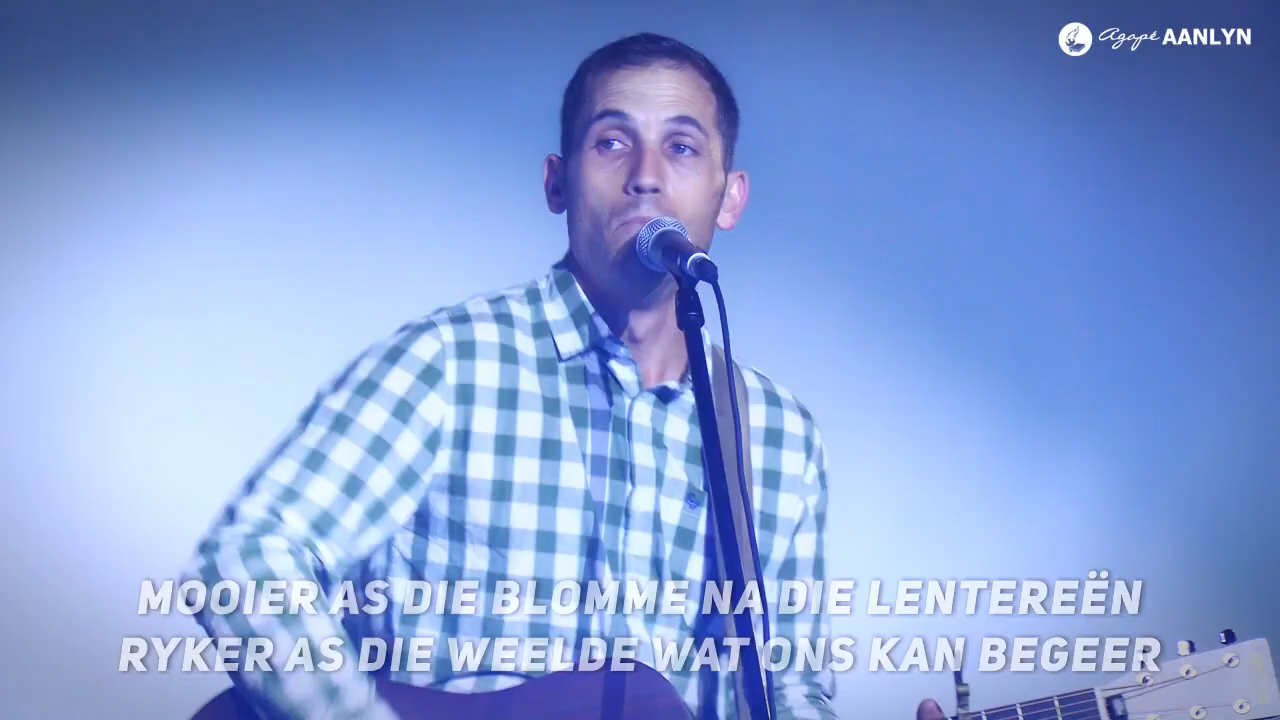 Agapé AANLYN
MOOIER AS DIE BLOMME NA DIE LENTEREËN
RYKER AS DIE WEELDE WAT ONS KAN BEGEER